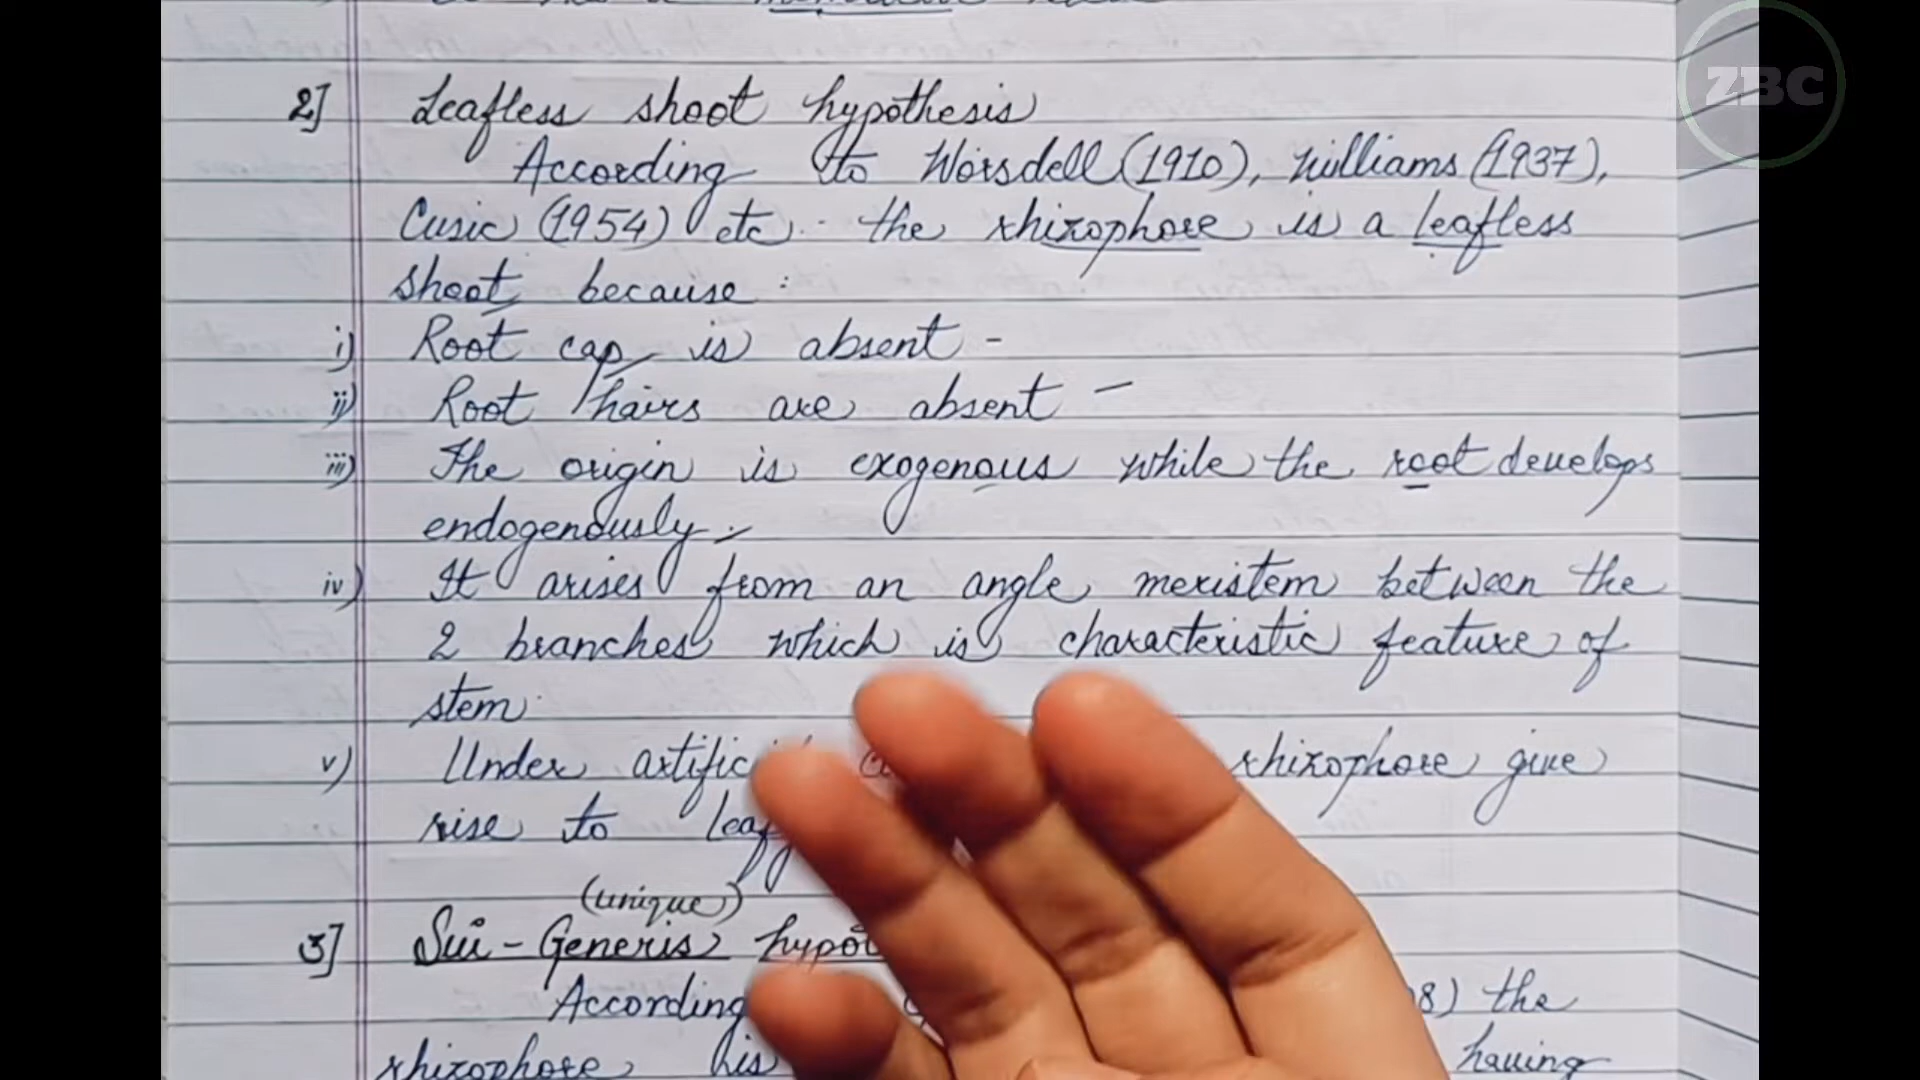 ZBC
2] Leafless shoot hypothesis
According to Worsdell (1910), Williams (1937),
Cusic (1954) etc. the rhizophore is a leafless
shoot because :
i) Root cap is absent -
ii) Root hairs are absent -
iii) The origin is exogenous while the root develops
endogenously.
iv) It arises from an angle meristem between the
2 branches which is characteristic feature of
stem.
v) Under rhizophore give
rise to
(unique)
3] Sui-Generis
According the
rhizophore his having